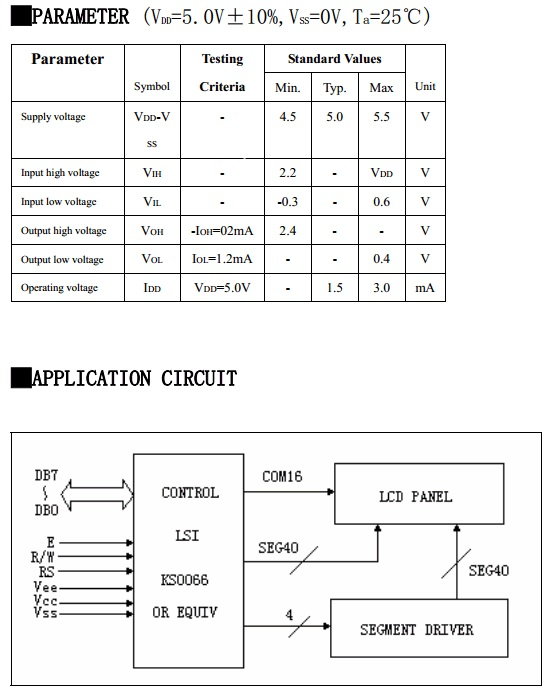 ■PARAMETER (VDD=5.0V±10%,VSS=0V,Ta=25℃)
Parameter Symbol Testing Criteria Standard Values Unit
Min. Typ. Max
Supply voltage VDD-V SS - 4.5 5.0 5.5 V
Input high voltage VIH - 2.2 - VDD V
Input low voltage VIL - -0.3 - 0.6 V
Output high voltage VOH -IOH=02mA 2.4 - - V
Output low voltage VOL IOL=1.2mA - - 0.4 V
Operating voltage IDD VDD=5.0V - 1.5 3.0 mA
■APPLICATION CIRCUIT
DB7
~
DB0
E
R/W
RS
Vee
Vcc
Vss
CONTROL
LSI
KS0066
OR EQUIV
COM16
SEG40
4
LCD PANEL
SEG40
SEGMENT DRIVER